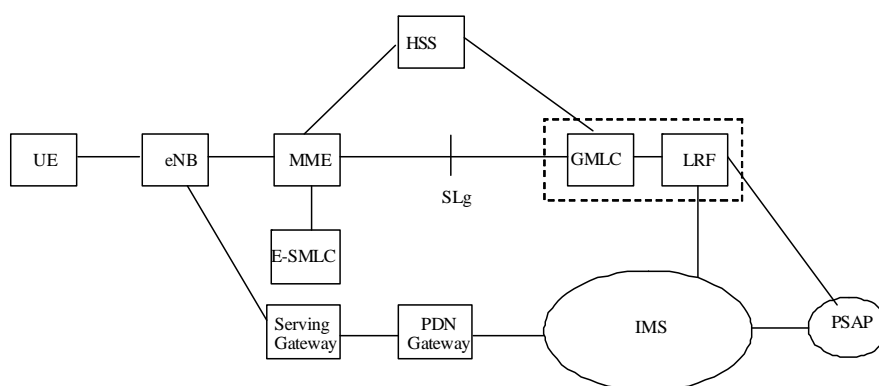 HSS
UE
eNB
MME
GMLC
LRF
SLg
E-SMLC
Serving
Gateway
PDN
Gateway
IMS
PSAP